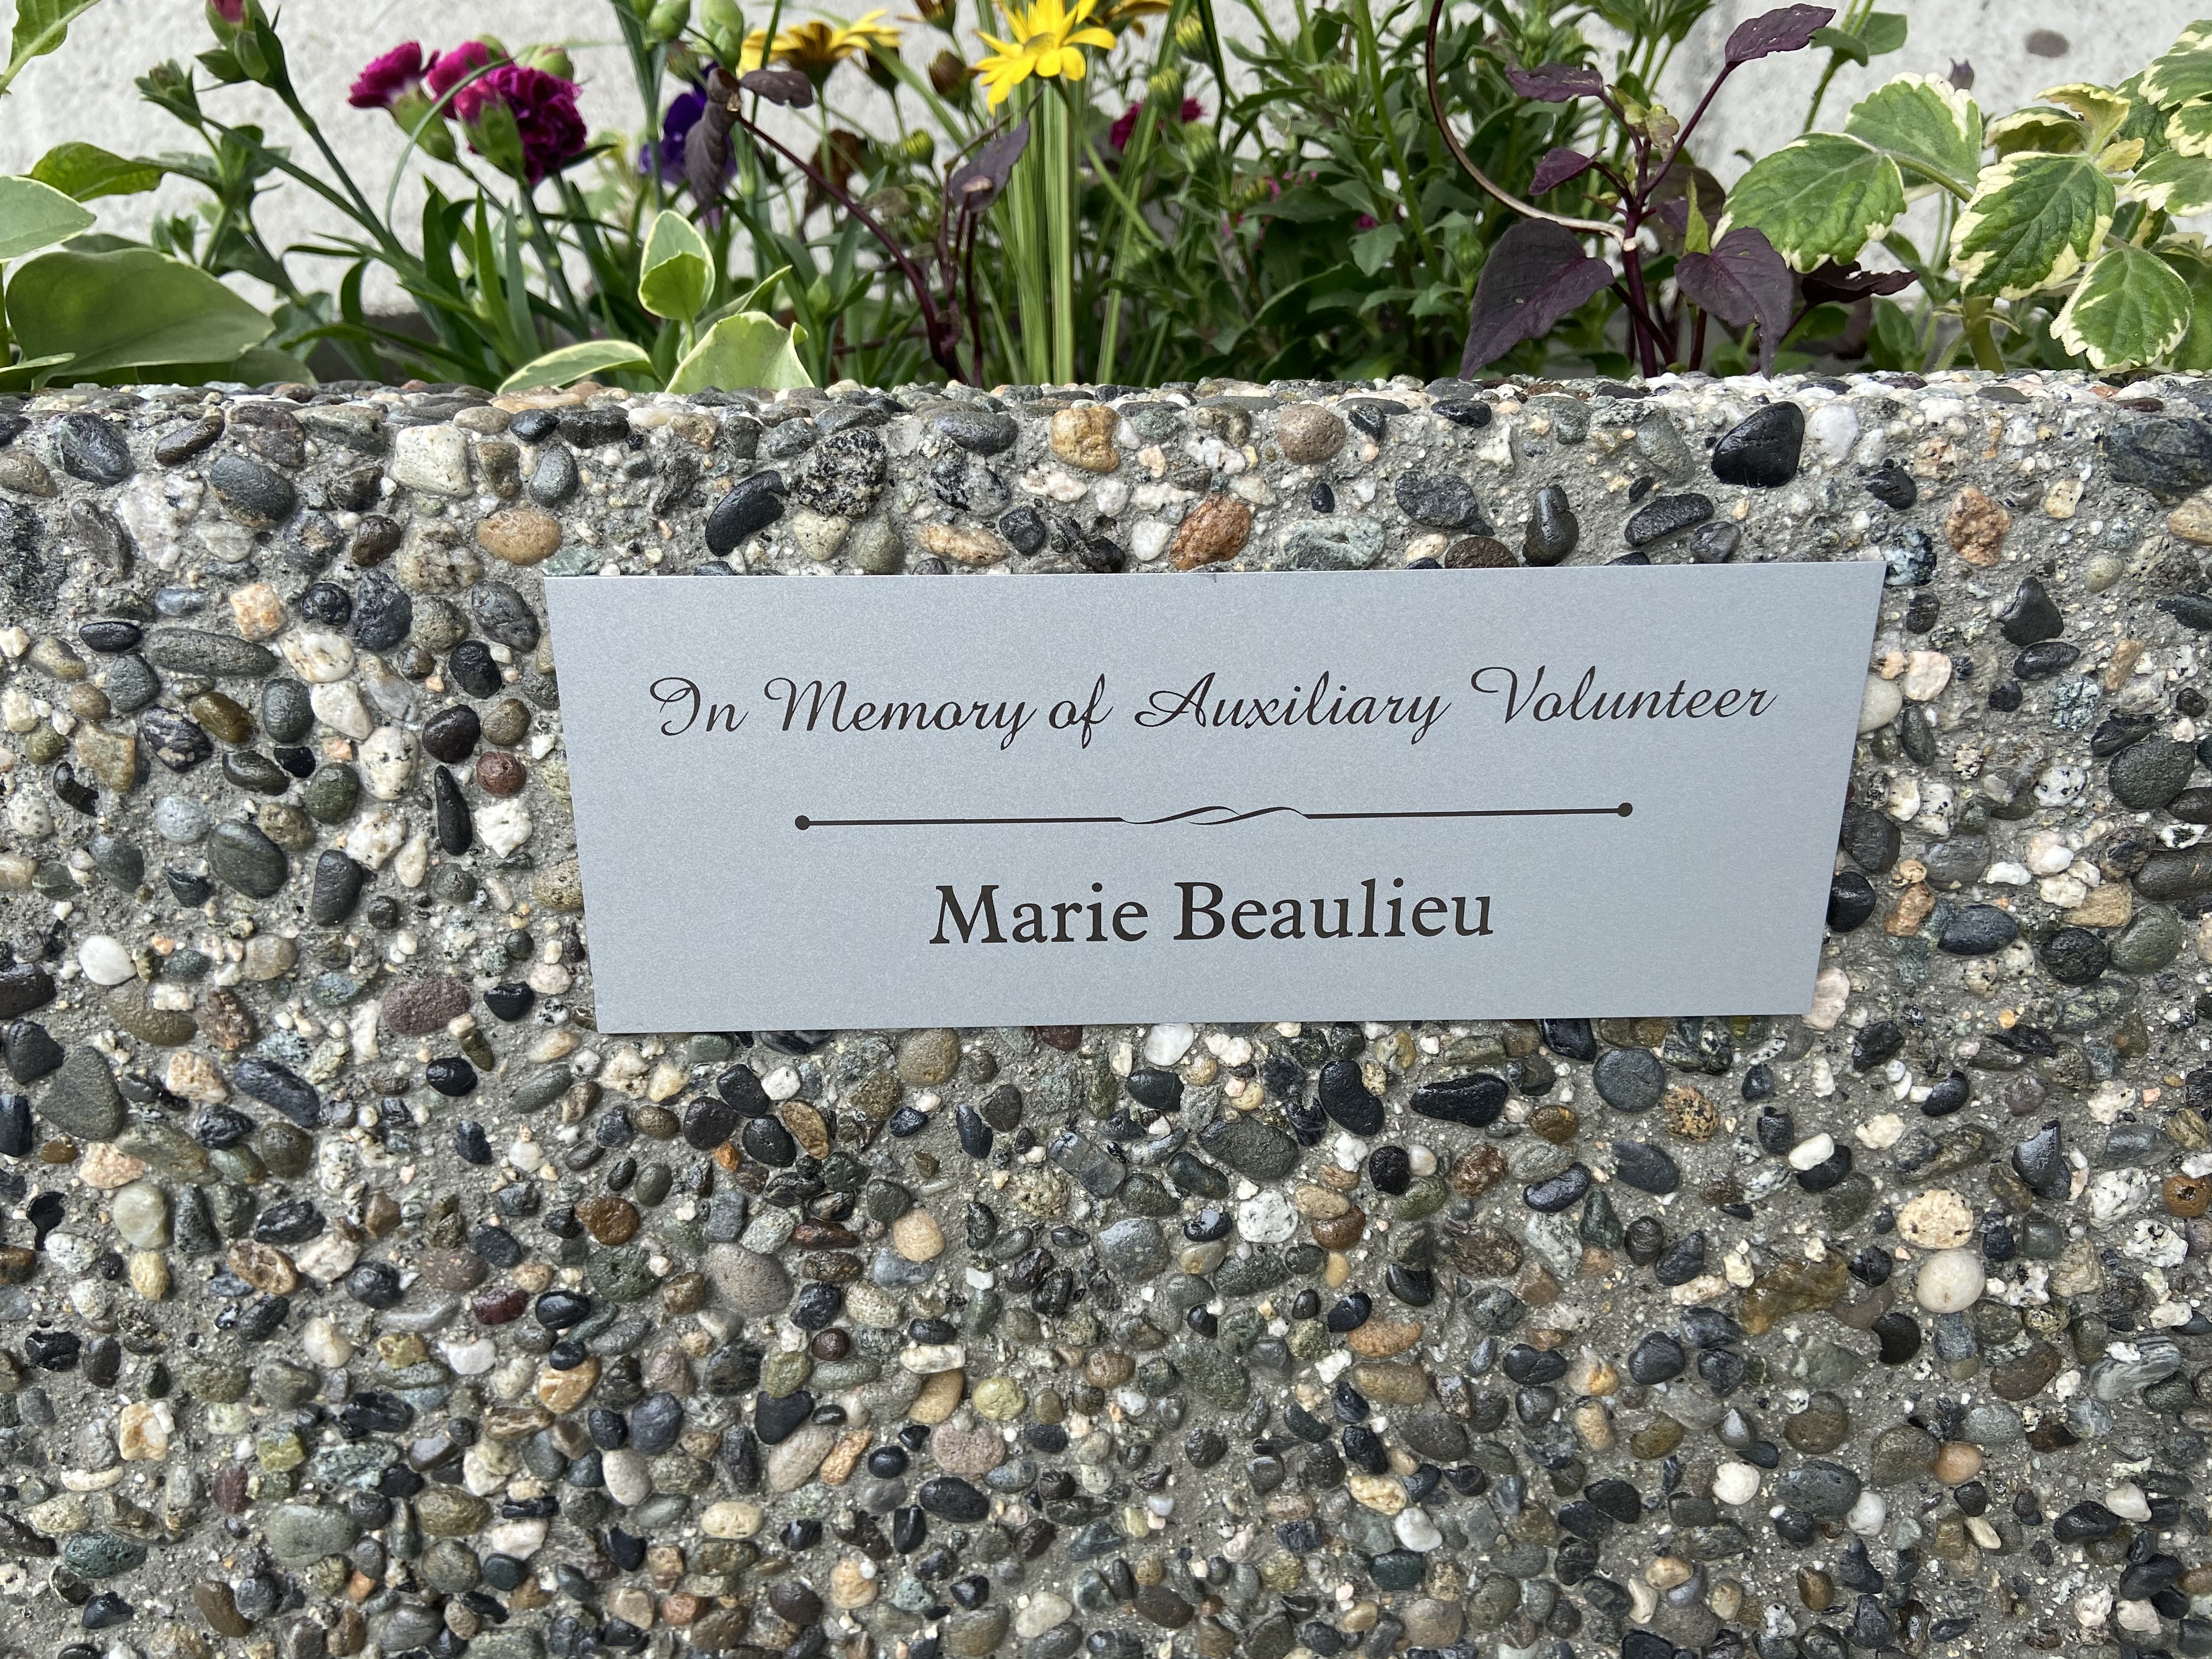 In Memory of Auxiliary Volunteer
Marie Beaulieu